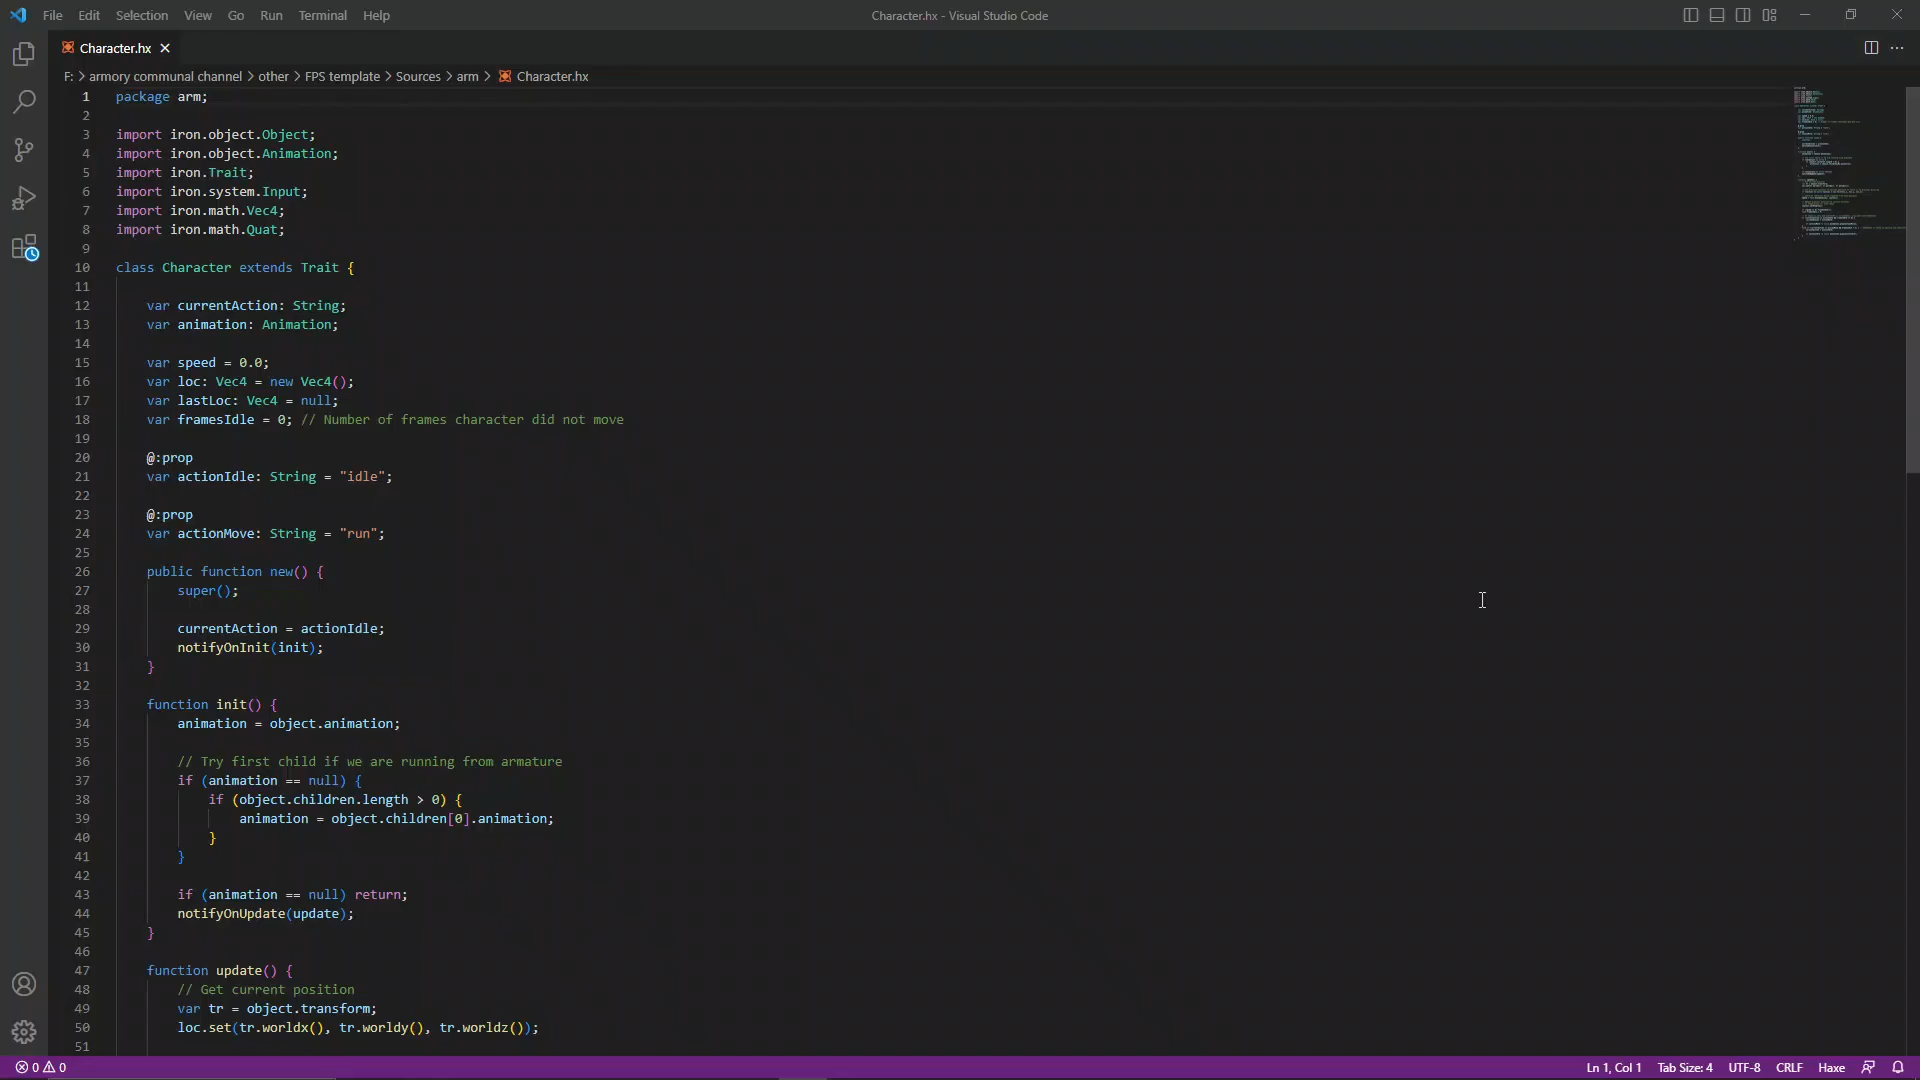 File Edit Selection View Go Run Terminal Help
Character.hx - Visual Studio Code
Character.hx
F: > armory communal channel > other > FPS template > Sources > arm > Character.hx
1 package arm;
2
3 import iron.object.Object;
4 import iron.object.Animation;
5 import iron.Trait;
6 import iron.system.Input;
7 import iron.math.Vec4;
8 import iron.math.Quat;
9
10 class Character extends Trait {
11
12     var currentAction: String;
13     var animation: Animation;
14
15     var speed = 0.0;
16     var loc: Vec4 = new Vec4();
17     var lastLoc: Vec4 = null;
18     var framesIdle = 0; // Number of frames character did not move
19
20     @:prop
21     var actionIdle: String = "idle";
22
23     @:prop
24     var actionMove: String = "run";
25
26     public function new() {
27         super();
28
29         currentAction = actionIdle;
30         notifyOnInit(init);
31     }
32
33     function init() {
34         animation = object.animation;
35
36         // Try first child if we are running from armature
37         if (animation == null) {
38             if (object.children.length > 0) {
39                 animation = object.children[0].animation;
40             }
41         }
42
43         if (animation == null) return;
44         notifyOnUpdate(update);
45     }
46
47     function update() {
48         // Get current position
49         var tr = object.transform;
50         loc.set(tr.worldx(), tr.worldy(), tr.worldz());
51
0 0
Ln 1, Col 1 Tab Size: 4 UTF-8 CRLF Haxe